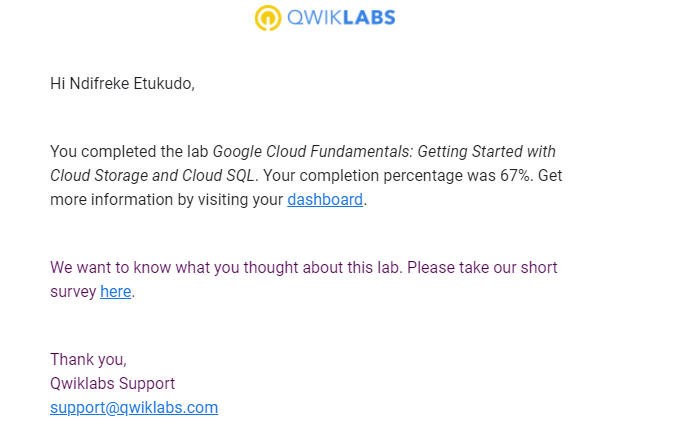 QWIKLABS
Hi Ndifreke Etukudo,
You completed the lab Google Cloud Fundamentals: Getting Started with
Cloud Storage and Cloud SQL. Your completion percentage was 67%. Get
more information by visiting your dashboard.
We want to know what you thought about this lab. Please take our short
survey here.
Thank you,
Qwiklabs Support
support@qwiklabs.com